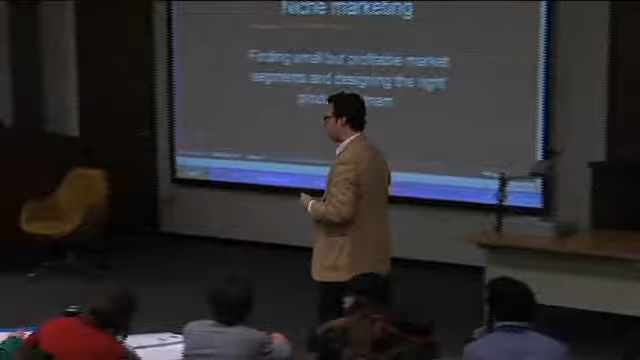 Niche marketing
Finding small but profitable market
segments and designing the right